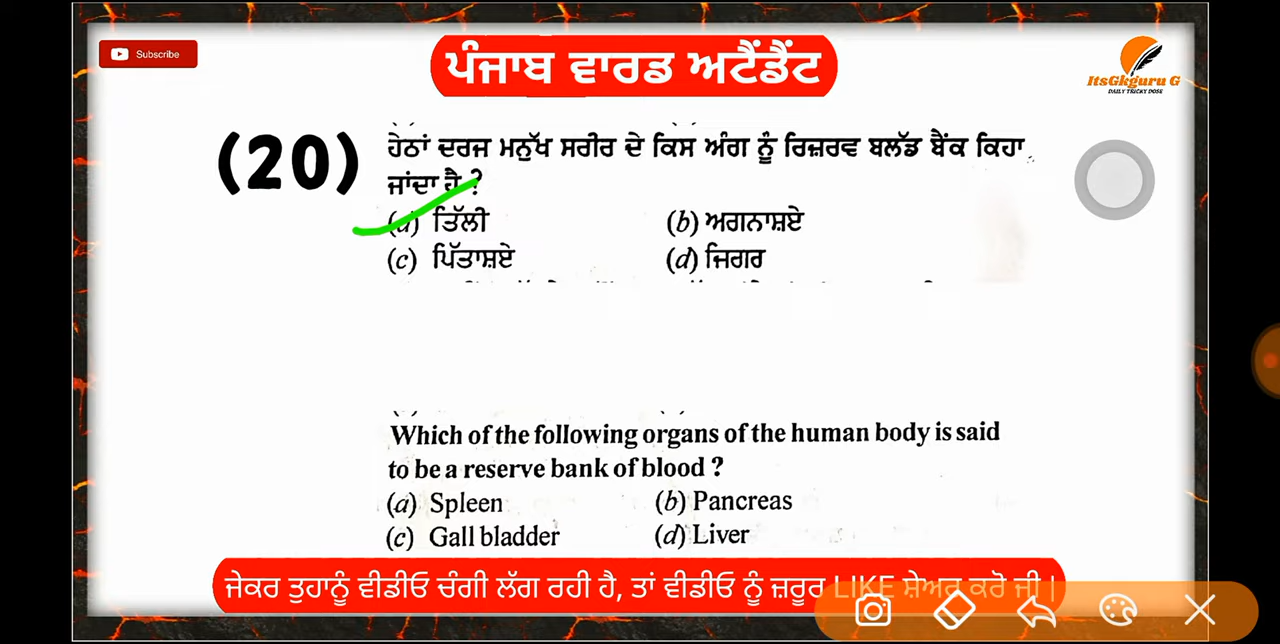 Subscribe
ਪੰਜਾਬ ਵਾਰਡ ਅਟੈਂਡੈਂਟ
ItsGkguru G
DAILY TRICKY DOSE
(20)
ਹੇਠਾਂ ਦਰਜ ਮਨੁੱਖ ਸਰੀਰ ਦੇ ਕਿਸ ਅੰਗ ਨੂੰ ਰਿਜ਼ਰਵ ਬਲੱਡ ਬੈਂਕ ਕਿਹਾ
ਜਾਂਦਾ ਹੈ ?
(a) ਤਿੱਲੀ (b) ਅਗਨਾਸ਼ਏ
(c) ਪਿੱਤਾਸ਼ਏ (d) ਜਿਗਰ
Which of the following organs of the human body is said
to be a reserve bank of blood ?
(a) Spleen (b) Pancreas
(c) Gall bladder (d) Liver
ਜੇਕਰ ਤੁਹਾਨੂੰ ਵੀਡੀਓ ਚੰਗੀ ਲੱਗ ਰਹੀ ਹੈ, ਤਾਂ ਵੀਡੀਓ ਨੂੰ ਜ਼ਰੂਰ LIKE ਸ਼ੇਅਰ ਕਰੋ ਜੀ |